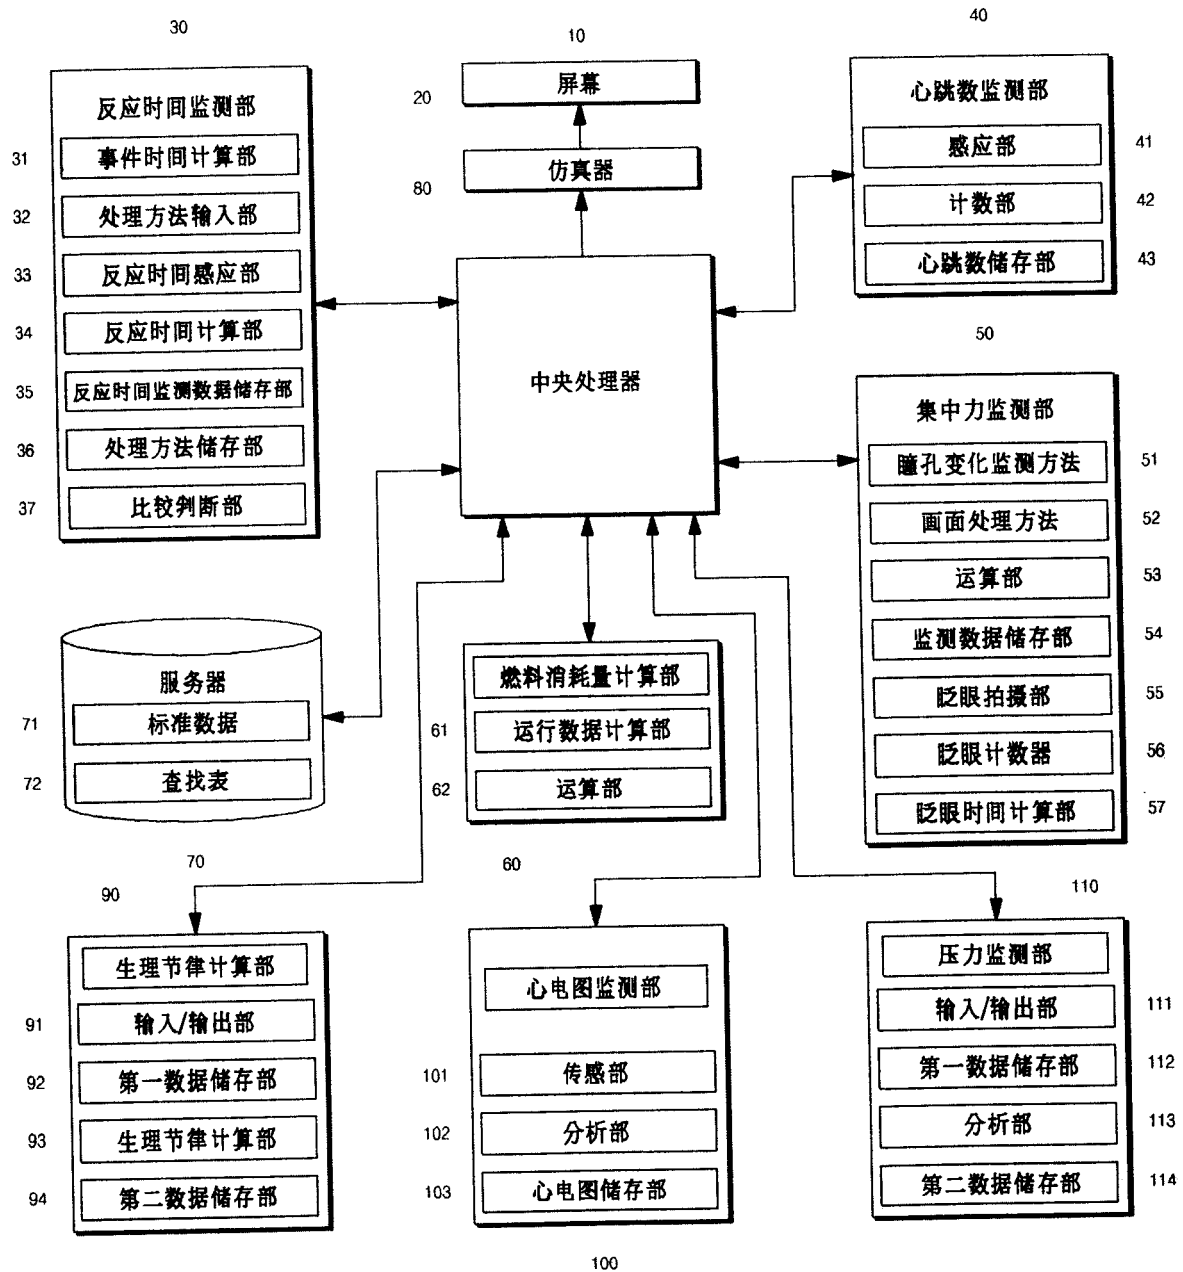 30
反应时间监测部
31 事件时间计算部
32 处理方法输入部
33 反应时间感应部
34 反应时间计算部
35 反应时间监测数据储存部
36 处理方法储存部
37 比较判断部
10
20 屏幕
80 仿真器
中央处理器
40
心跳数监测部
感应部 41
计数部 42
心跳数储存部 43
50
集中力监测部
瞳孔变化监测方法 51
画面处理方法 52
运算部 53
监测数据储存部 54
眨眼拍摄部 55
眨眼计数器 56
眨眼时间计算部 57
服务器
71 标准数据
72 查找表
70
燃料消耗量计算部
61 运行数据计算部
62 运算部
60
90
生理节律计算部
91 输入/输出部
92 第一数据储存部
93 生理节律计算部
94 第二数据储存部
心电图监测部
101 传感部
102 分析部
103 心电图储存部
100
110
压力监测部
输入/输出部 111
第一数据储存部 112
分析部 113
第二数据储存部 114